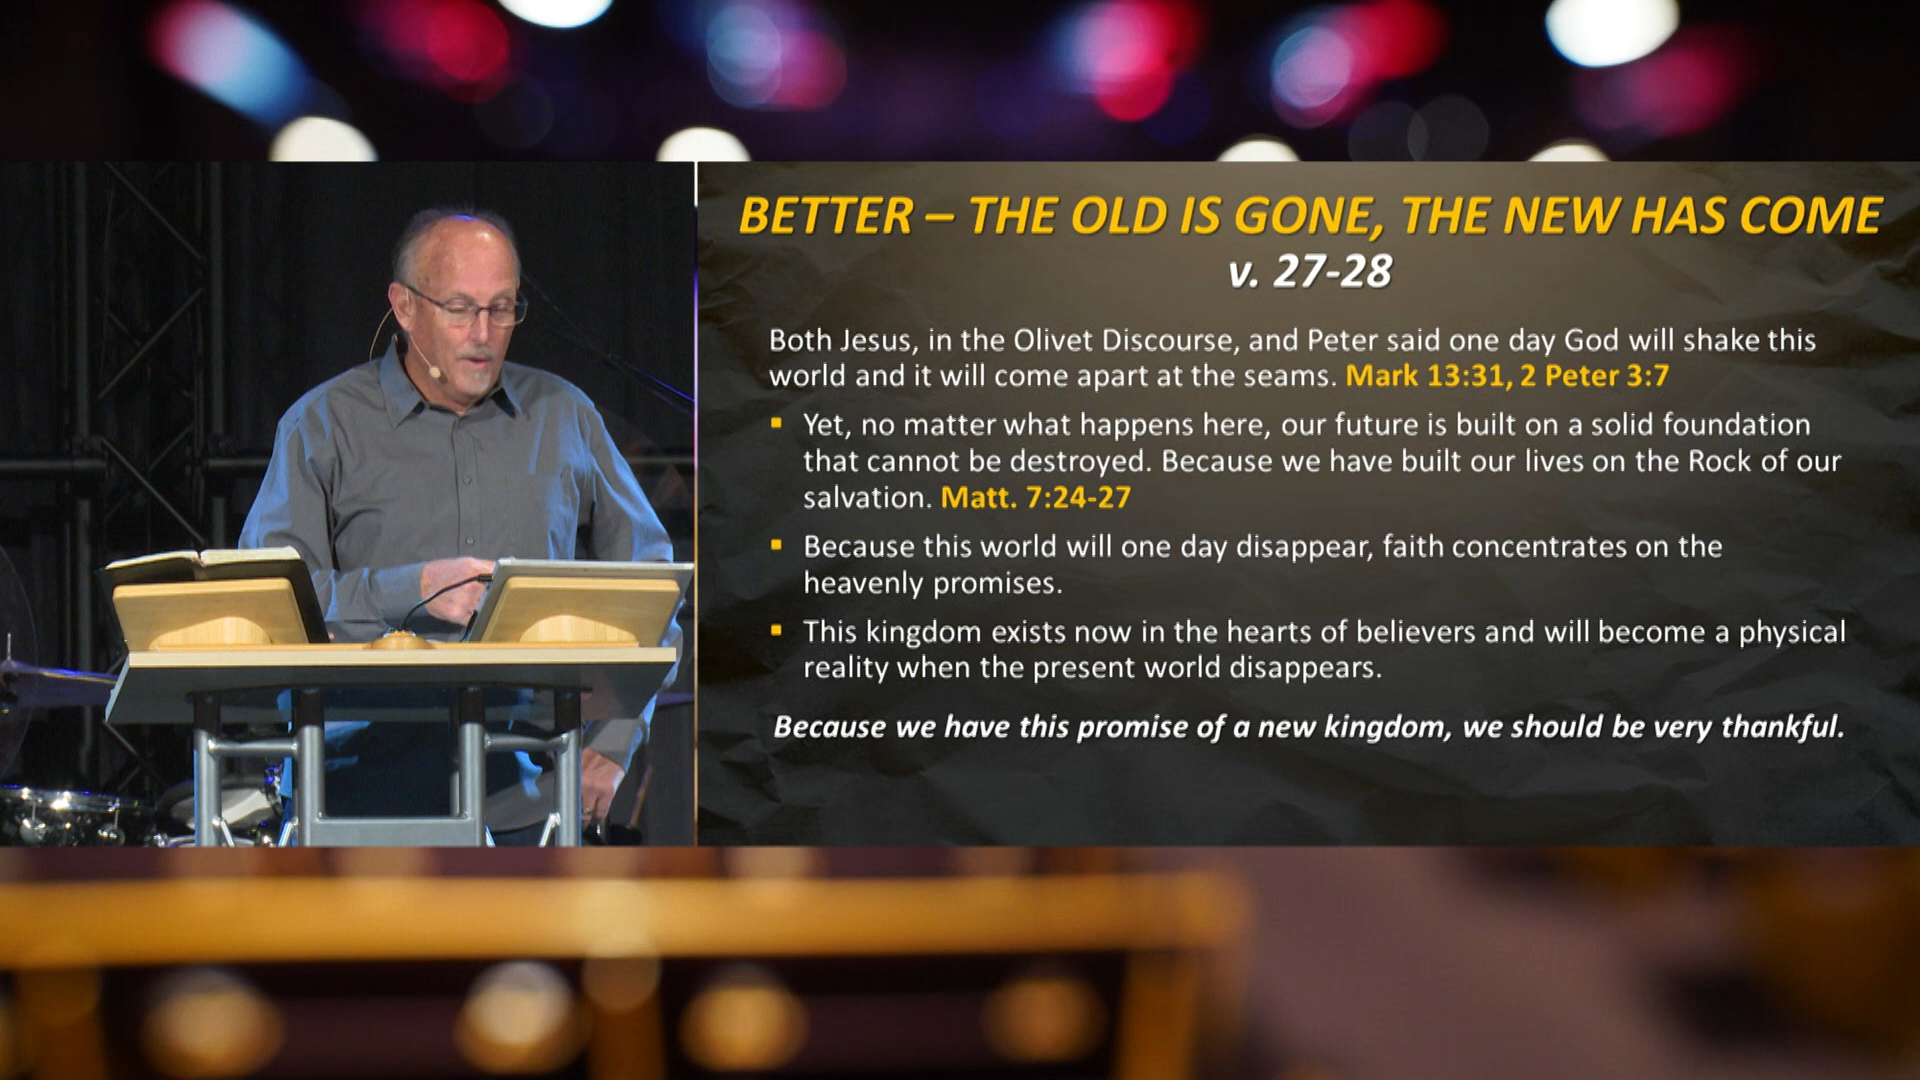 BETTER – THE OLD IS GONE, THE NEW HAS COME
v. 27-28
Both Jesus, in the Olivet Discourse, and Peter said one day God will shake this
world and it will come apart at the seams. Mark 13:31, 2 Peter 3:7
▪ Yet, no matter what happens here, our future is built on a solid foundation
that cannot be destroyed. Because we have built our lives on the Rock of our
salvation. Matt. 7:24-27
▪ Because this world will one day disappear, faith concentrates on the
heavenly promises.
▪ This kingdom exists now in the hearts of believers and will become a physical
reality when the present world disappears.
Because we have this promise of a new kingdom, we should be very thankful.